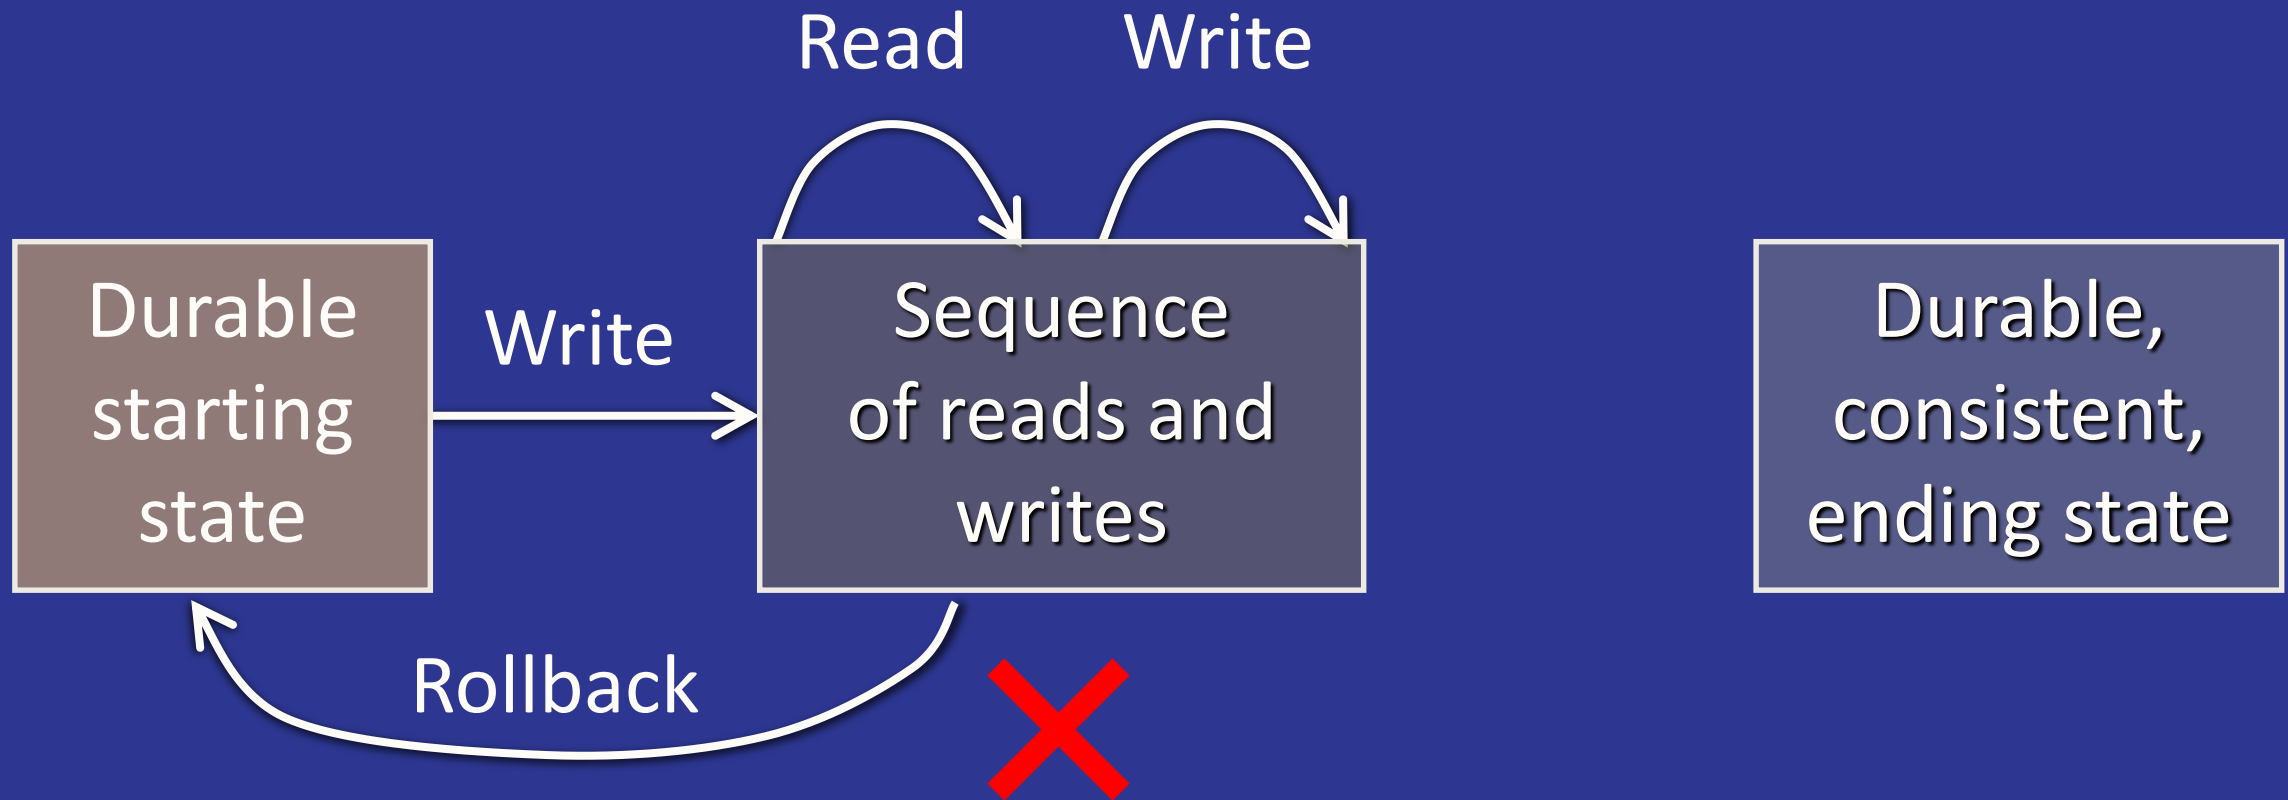 Read
Write
Durable
starting
state
Write
Sequence
of reads and
writes
Durable,
consistent,
ending state
Rollback